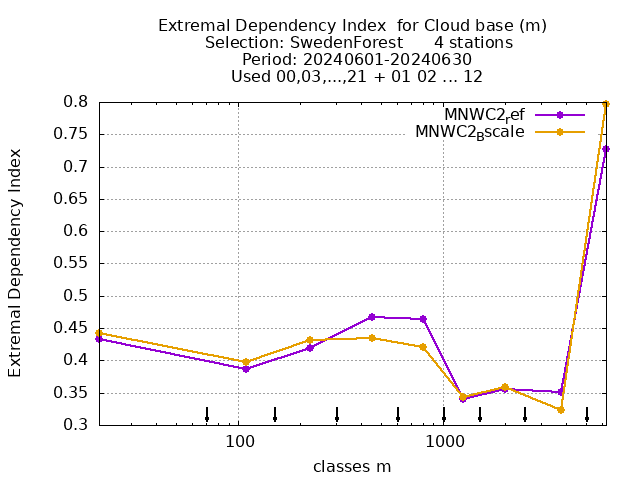 Extremal Dependency Index  for Cloud base (m)
Selection: SwedenForest      4 stations
Period: 20240601-20240630
Used 00,03,...,21 + 01 02 ... 12
MNWC2ref
MNWC2Bscale
0.8
0.75
0.7
0.65
0.6
0.55
0.5
0.45
0.4
0.35
0.3
Extremal Dependency Index
100
1000
classes m